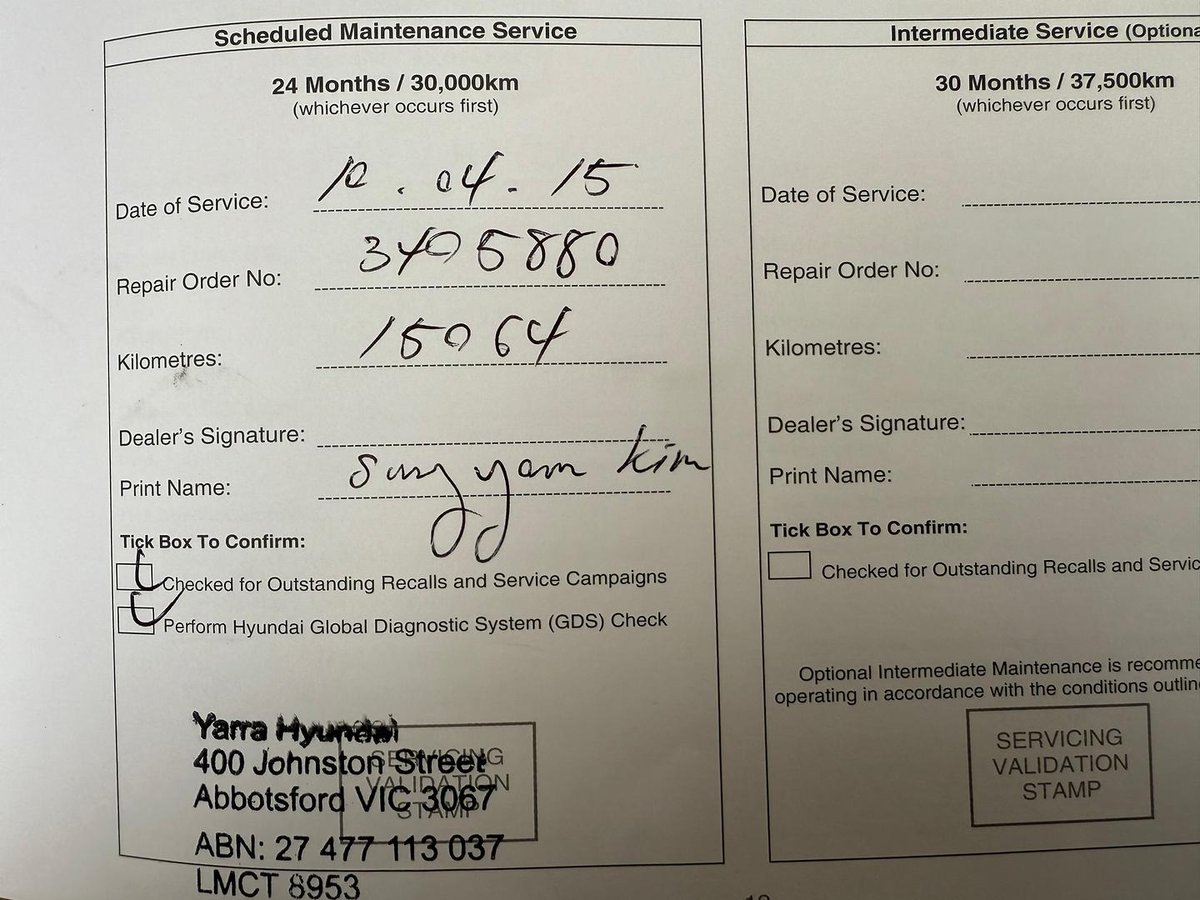 Scheduled Maintenance Service
24 Months / 30,000km
(whichever occurs first)
Date of Service: 10.04.15
Repair Order No: 3405880
Kilometres: 15064
Dealer's Signature:
Print Name: Sung yam kim
Tick Box To Confirm:
Checked for Outstanding Recalls and Service Campaigns
Perform Hyundai Global Diagnostic System (GDS) Check
SERVICING
VALIDATION
STAMP
Yarra Hyundai
400 Johnston Street
Abbotsford VIC 3067
ABN: 27 477 113 037
LMCT 8953
Intermediate Service (Optiona
30 Months / 37,500km
(whichever occurs first)
Date of Service:
Repair Order No:
Kilometres:
Dealer's Signature:
Print Name:
Tick Box To Confirm:
Checked for Outstanding Recalls and Servic
Optional Intermediate Maintenance is recomme
operating in accordance with the conditions outlin
SERVICING
VALIDATION
STAMP